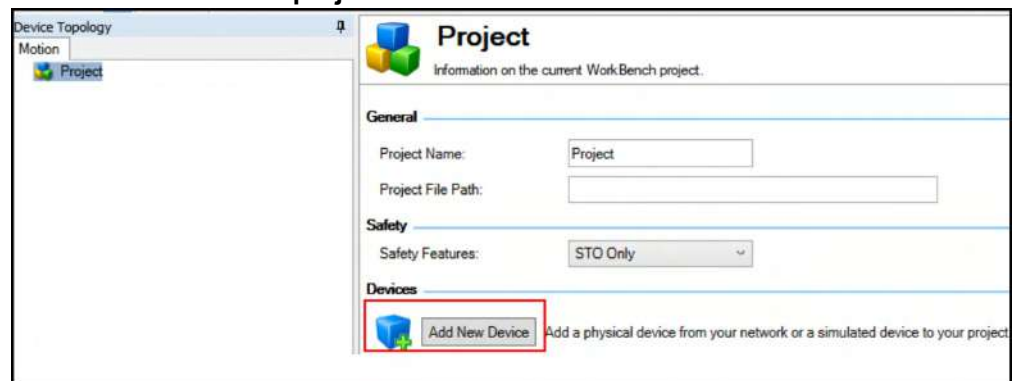 Device Topology
Motion
Project
Project
Information on the current WorkBench project.
General
Project Name: Project
Project File Path:
Safety
Safety Features: STO Only
Devices
Add New Device Add a physical device from your network or a simulated device to your project